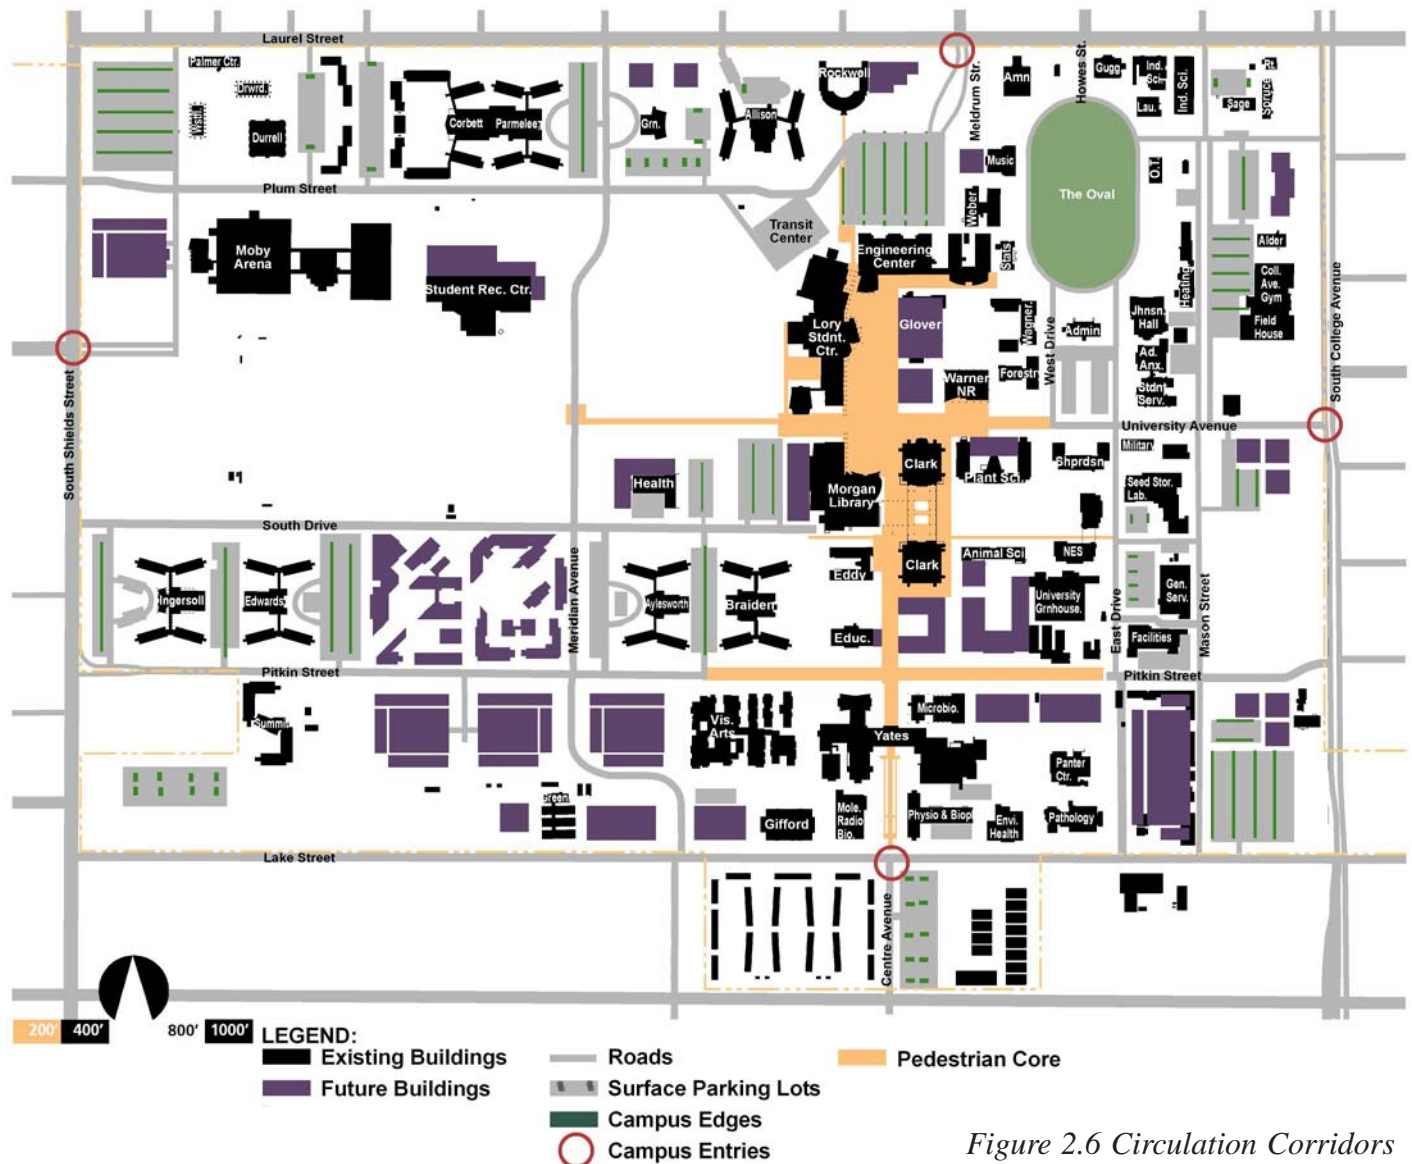 Laurel Street
Palmer Ctr.
Drwrd.
Wstfl
Durrell
Corbett
Parmelee
Grn.
Allison
Rockwell
Meldrum Str.
Amn
Howes St.
Gugg
Ind.
Sci.
Ind. Sci.
Lau.
Sage
Spruce
Rt.
Plum Street
Music
Weber
O.T.
The Oval
Moby
Arena
Student Rec. Ctr.
Transit
Center
Engineering
Center
Stats
Heating
Alder
Coll.
Ave.
Gym
Field
House
Lory
Stdnt.
Ctr.
Glover
Wagner
Admin
Jhnsn.
Hall
Ad.
Anx.
Stdnt
Serv.
Forestry
Warner
NR
West Drive
South College Avenue
University Avenue
South Shields Street
Health
Clark
Plant Sci.
Shprdsn
Military
Seed Stor.
Lab.
Morgan
Library
South Drive
Ingersoll
Edwards
Meridian Avenue
Aylesworth
Braiden
Eddy
Clark
Animal Sci
NES
University
Grnhouse.
Gen.
Serv.
Educ.
East Drive
Facilities
Mason Street
Pitkin Street
Pitkin Street
Summit
Vis.
Arts
Yates
Microbio.
Panter
Ctr.
Green.
Gifford
Mole.
Radio
Bio.
Physio & Biop
Envi.
Health
Pathology
Lake Street
Centre Avenue
200' 400' 800' 1000'
LEGEND:
Existing Buildings
Future Buildings
Roads
Surface Parking Lots
Campus Edges
Campus Entries
Pedestrian Core
Figure 2.6 Circulation Corridors